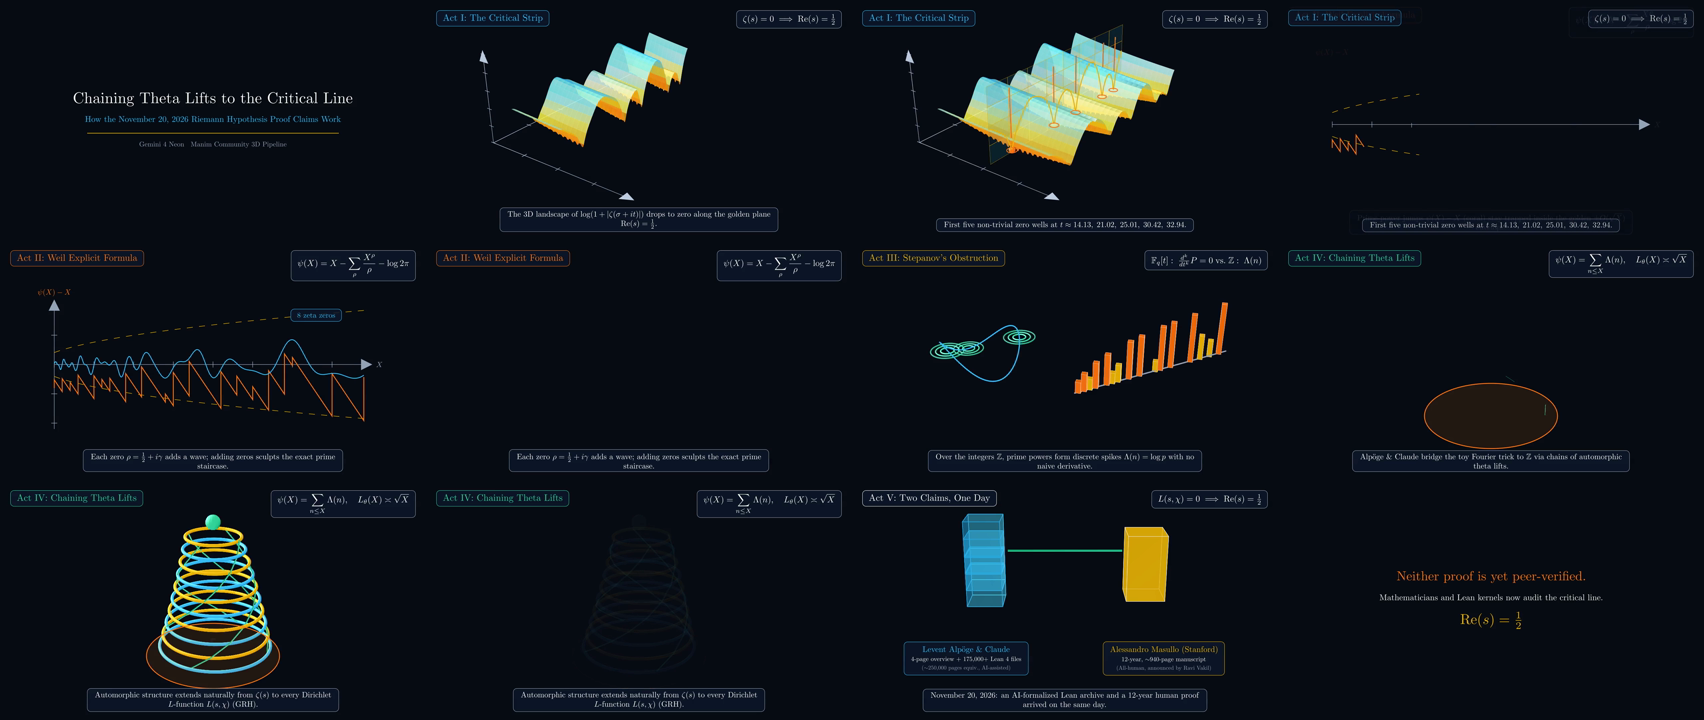 Chaining Theta Lifts to the Critical Line
How the November 20, 2026 Riemann Hypothesis Proof Claims Work
Gemini 4 Neon Manim Community 3D Pipeline
Act I: The Critical Strip
ζ(s) = 0 ⟹ Re(s) = 1/2
The 3D landscape of log(1 + |ζ(σ + it)|) drops to zero along the golden plane
Re(s) = 1/2.
Act I: The Critical Strip
ζ(s) = 0 ⟹ Re(s) = 1/2
First five non-trivial zero wells at t ≈ 14.13, 21.02, 25.01, 30.42, 32.94.
Act I: The Critical Strip
ζ(s) = 0 ⟹ Re(s) = 1/2
First five non-trivial zero wells at t ≈ 14.13, 21.02, 25.01, 30.42, 32.94.
Act II: Weil Explicit Formula
ψ(X) = X − ∑_ρ X^ρ/ρ − log 2π
ψ(X) − X
8 zeta zeros
X
Each zero ρ = 1/2 + iγ adds a wave; adding zeros sculpts the exact prime
staircase.
Act II: Weil Explicit Formula
ψ(X) = X − ∑_ρ X^ρ/ρ − log 2π
Each zero ρ = 1/2 + iγ adds a wave; adding zeros sculpts the exact prime
staircase.
Act III: Stepanov's Obstruction
Over the integers ℤ, prime powers form discrete spikes Λ(n) = log p with no
naive derivative.
Act IV: Chaining Theta Lifts
ψ(X) = ∑_{n≤X} Λ(n), L_θ(X) ≍ √X
Alpöge & Claude bridge the toy Fourier trick to ℤ via chains of automorphic
theta lifts.
Act IV: Chaining Theta Lifts
ψ(X) = ∑_{n≤X} Λ(n), L_θ(X) ≍ √X
Automorphic structure extends naturally from ζ(s) to every Dirichlet
L-function L(s, χ) (GRH).
Act IV: Chaining Theta Lifts
ψ(X) = ∑_{n≤X} Λ(n), L_θ(X) ≍ √X
Automorphic structure extends naturally from ζ(s) to every Dirichlet
L-function L(s, χ) (GRH).
Act V: Two Claims, One Day
L(s, χ) = 0 ⟹ Re(s) = 1/2
Levent Alpöge & Claude
4-page overview + 175,000+ Lean 4 files
(~250,000 pages equiv., AI-assisted)
Alessandro Masullo (Stanford)
12-year, ~940-page manuscript
(All-human, announced by Ravi Vakil)
November 20, 2026: an AI-formalized Lean archive and a 12-year human proof
arrived on the same day.
Neither proof is yet peer-verified.
Mathematicians and Lean kernels now audit the critical line.
Re(s) = 1/2